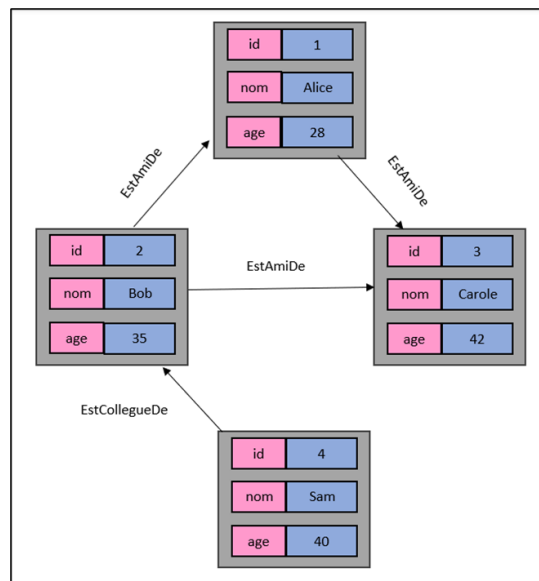 id 1
nom Alice
age 28
EstAmiDe
EstAmiDe
id 2
nom Bob
age 35
EstAmiDe
id 3
nom Carole
age 42
EstCollegueDe
id 4
nom Sam
age 40